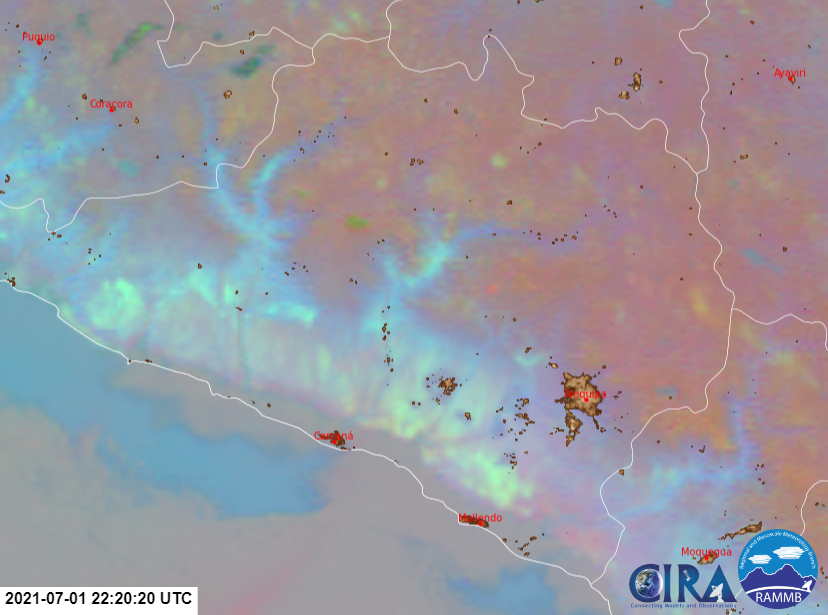 Puquio
Ayaviri
Coracora
Arequipa
Camaná
Mollendo
Moquegua
2021-07-01 22:20:20 UTC
CIRA
Connecting Models and Observations
Regional and Mesoscale Meteorology Branch
RAMMB